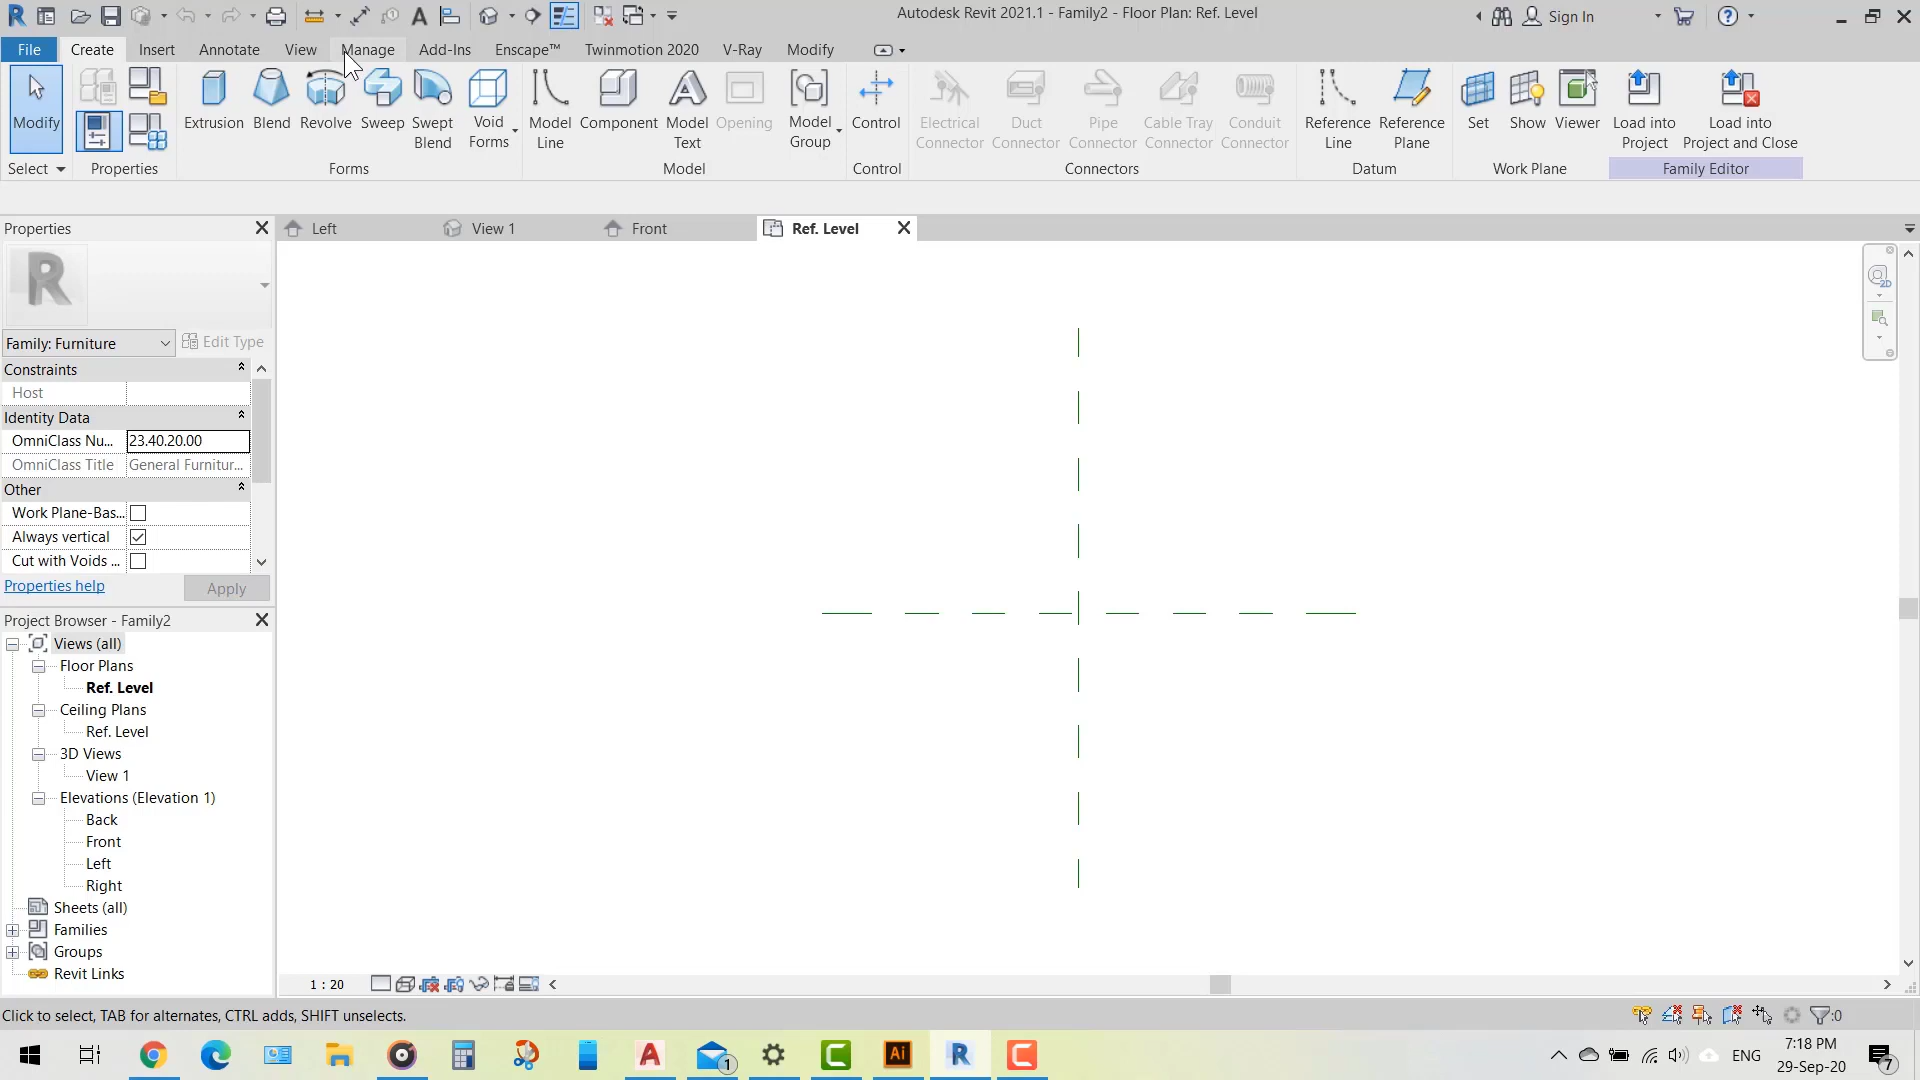 Autodesk Revit 2021.1 - Family2 - Floor Plan: Ref. Level
Sign In
File Create Insert Annotate View Manage Add-Ins Enscape™ Twinmotion 2020 V-Ray Modify
Modify
Extrusion Blend Revolve Sweep Swept Blend Void Forms
Model Line Component Model Text Opening Model Group Control
Electrical Connector Duct Connector Pipe Connector Cable Tray Connector Conduit Connector
Reference Line Reference Plane Set Show Viewer Load into Project Load into Project and Close
Select Properties Forms Model Control Connectors Datum Work Plane Family Editor
Properties
Left View 1 Front Ref. Level
Family: Furniture Edit Type
Constraints
Host
Identity Data
OmniClass Nu... 23.40.20.00
OmniClass Title General Furnitur...
Other
Work Plane-Bas...
Always vertical
Cut with Voids ...
Properties help Apply
Project Browser - Family2
Views (all)
Floor Plans
Ref. Level
Ceiling Plans
Ref. Level
3D Views
View 1
Elevations (Elevation 1)
Back
Front
Left
Right
Sheets (all)
Families
Groups
Revit Links
2D
1 : 20
Click to select, TAB for alternates, CTRL adds, SHIFT unselects.
:0
1
ENG
7:18 PM
29-Sep-20
7